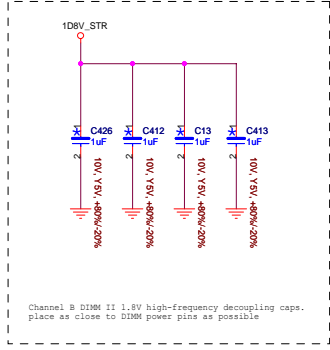 1D8V_STR
1 C426 1 C412 1 C13 1 C413
1uF 1uF 1uF 1uF
2 2 2 2
10V, Y5V, +80%/-20% 10V, Y5V, +80%/-20% 10V, Y5V, +80%/-20% 10V, Y5V, +80%/-20%
Channel B DIMM II 1.8V high-frequency decoupling caps.
place as close to DIMM power pins as possible